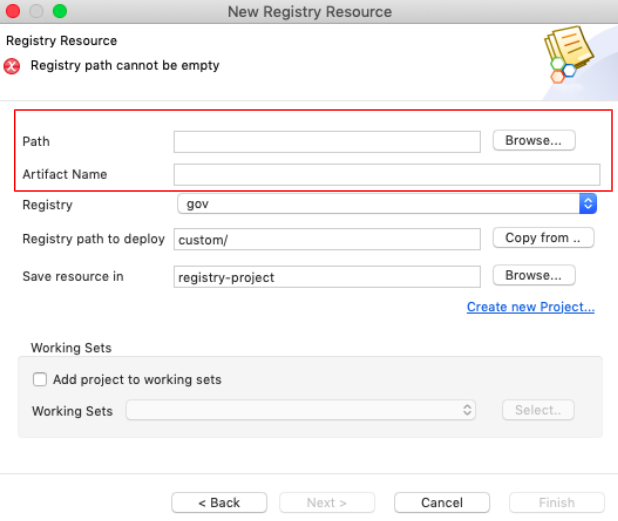 New Registry Resource
Registry Resource
Registry path cannot be empty
Path
Browse...
Artifact Name
Registry
gov
Registry path to deploy
custom/
Copy from ..
Save resource in
registry-project
Browse...
Create new Project...
Working Sets
Add project to working sets
Working Sets
Select..
< Back
Next >
Cancel
Finish